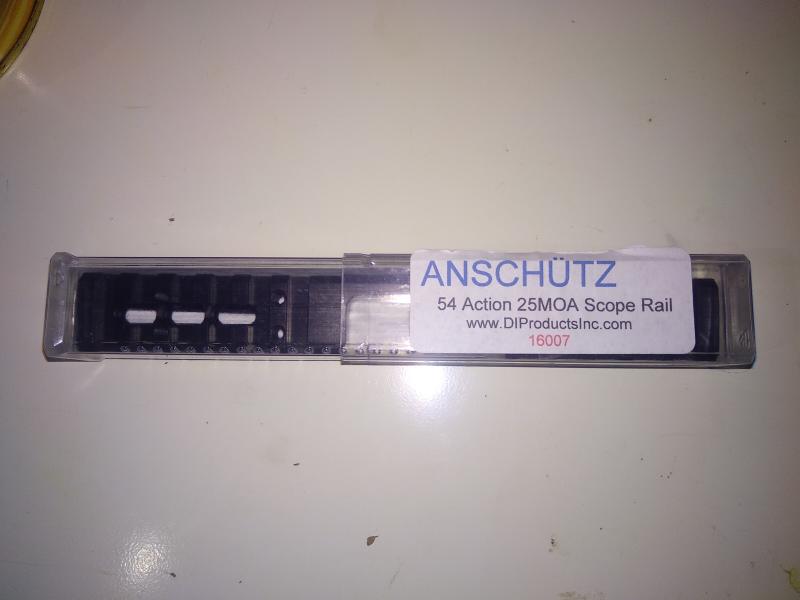 ANSCHÜTZ
54 Action 25MOA Scope Rail
www.DIProductsInc.com
16007